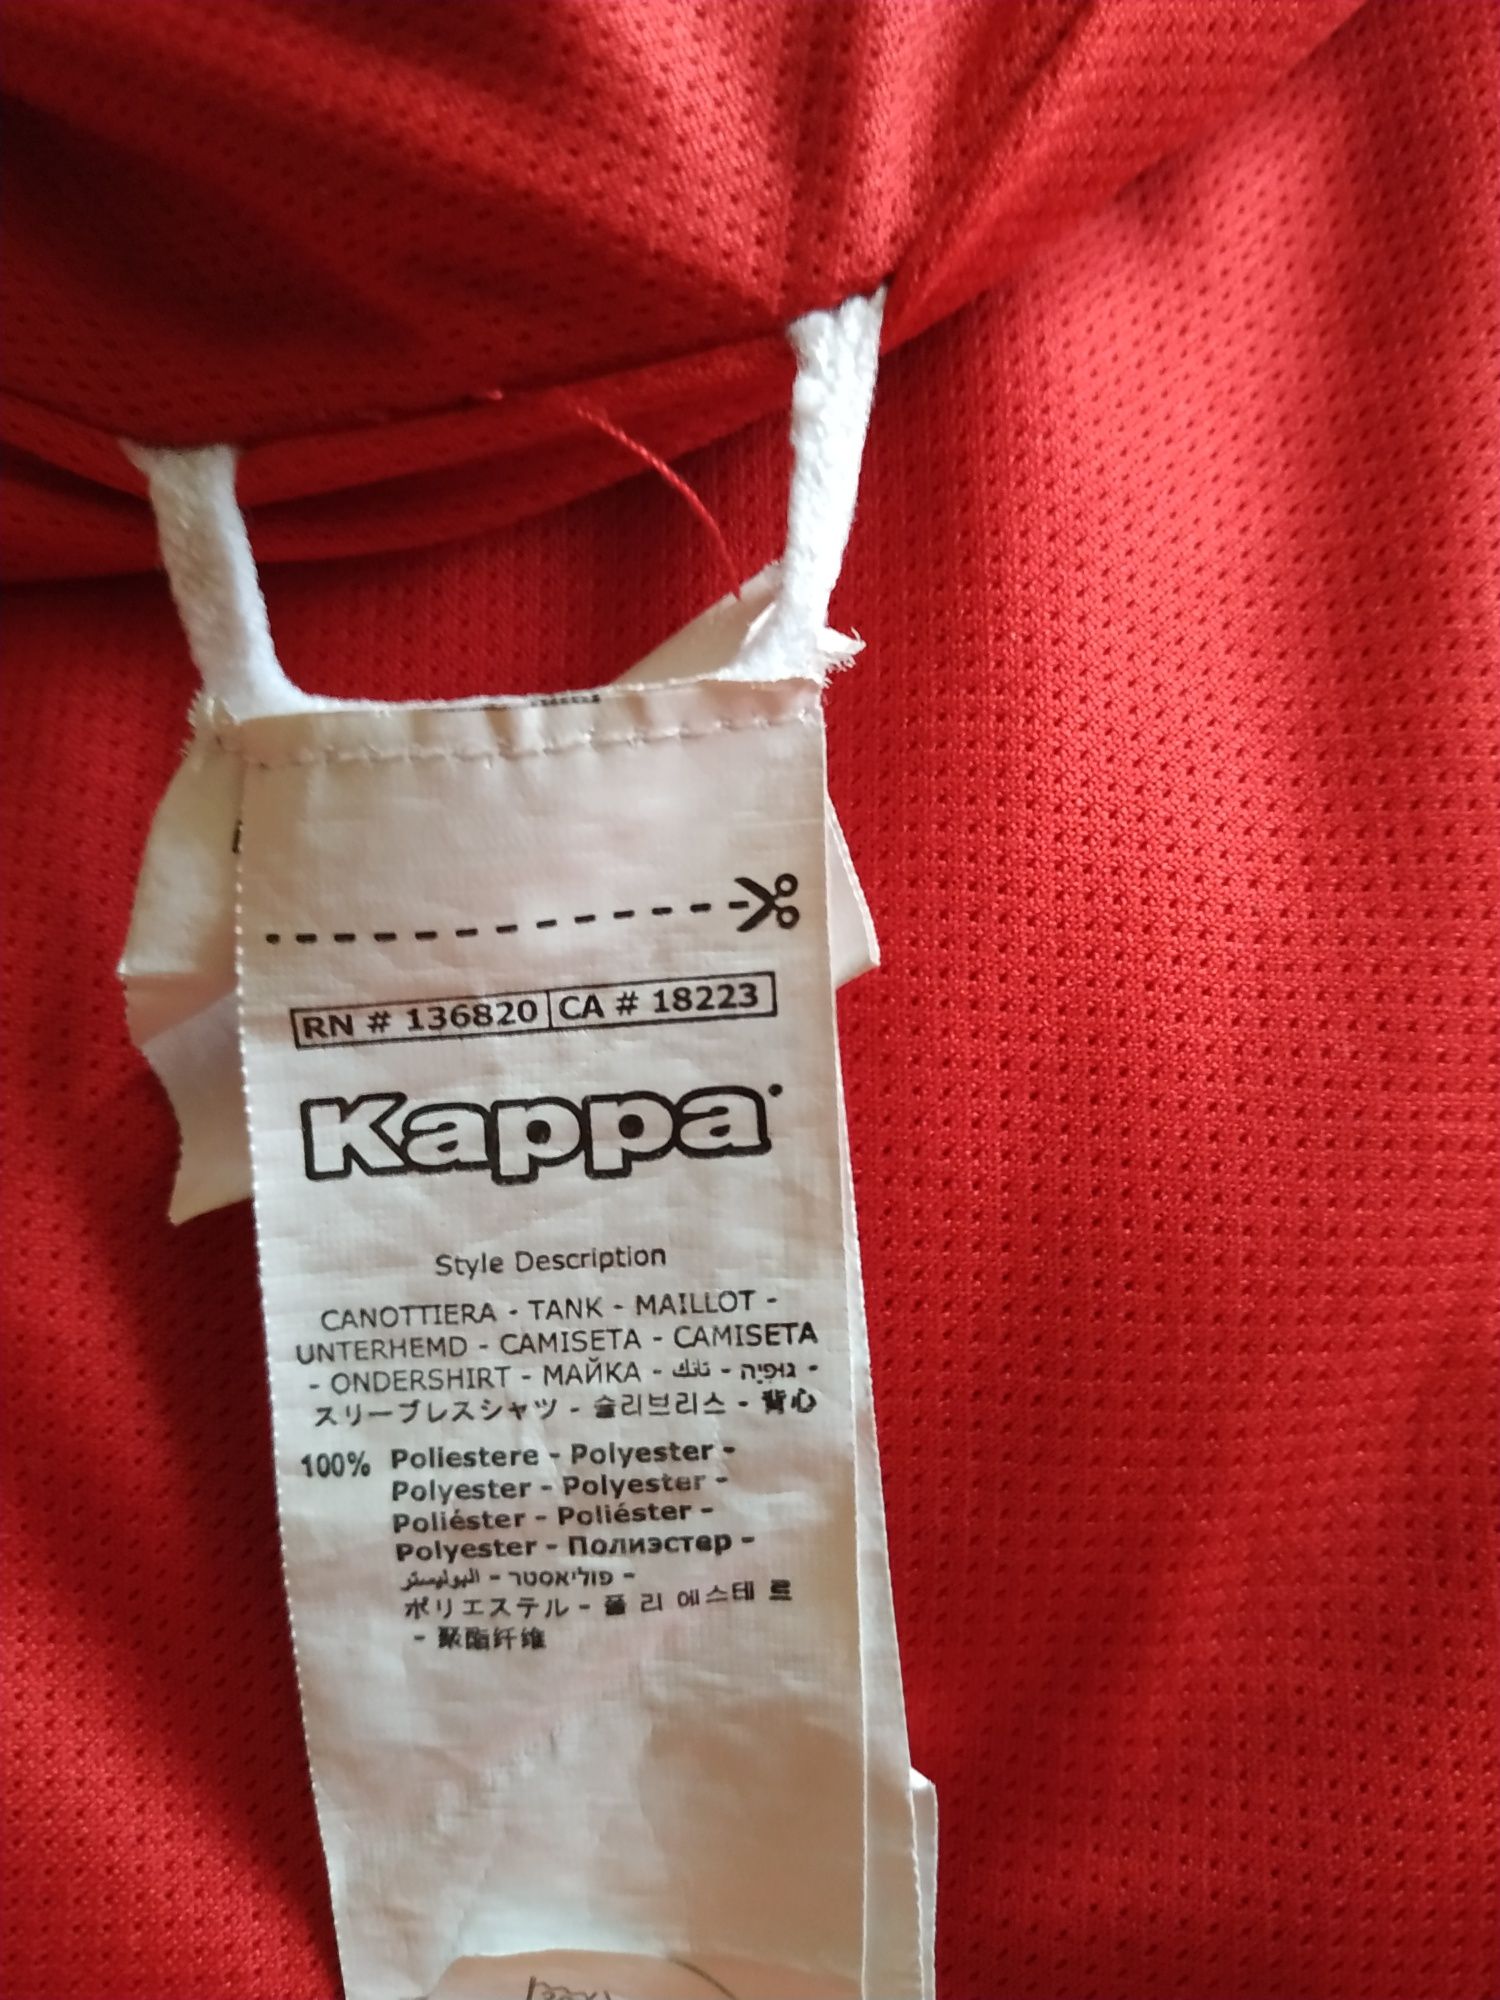 RN # 136820 CA # 18223
Kappa
Style Description
CANOTTIERA - TANK - MAILLOT -
UNTERHEMD - CAMISETA - CAMISETA
- ONDERSHIRT - МАЙКА - تانك - גופיה -
スリーブレスシャツ - 슬리브리스 - 背心
100% Poliestere - Polyester -
Polyester - Polyester -
Poliéster - Poliéster -
Polyester - Полиэстер -
البوليستر - פוליאסטר -
ポリエステル - 폴 리 에스테 르
- 聚酯纤维